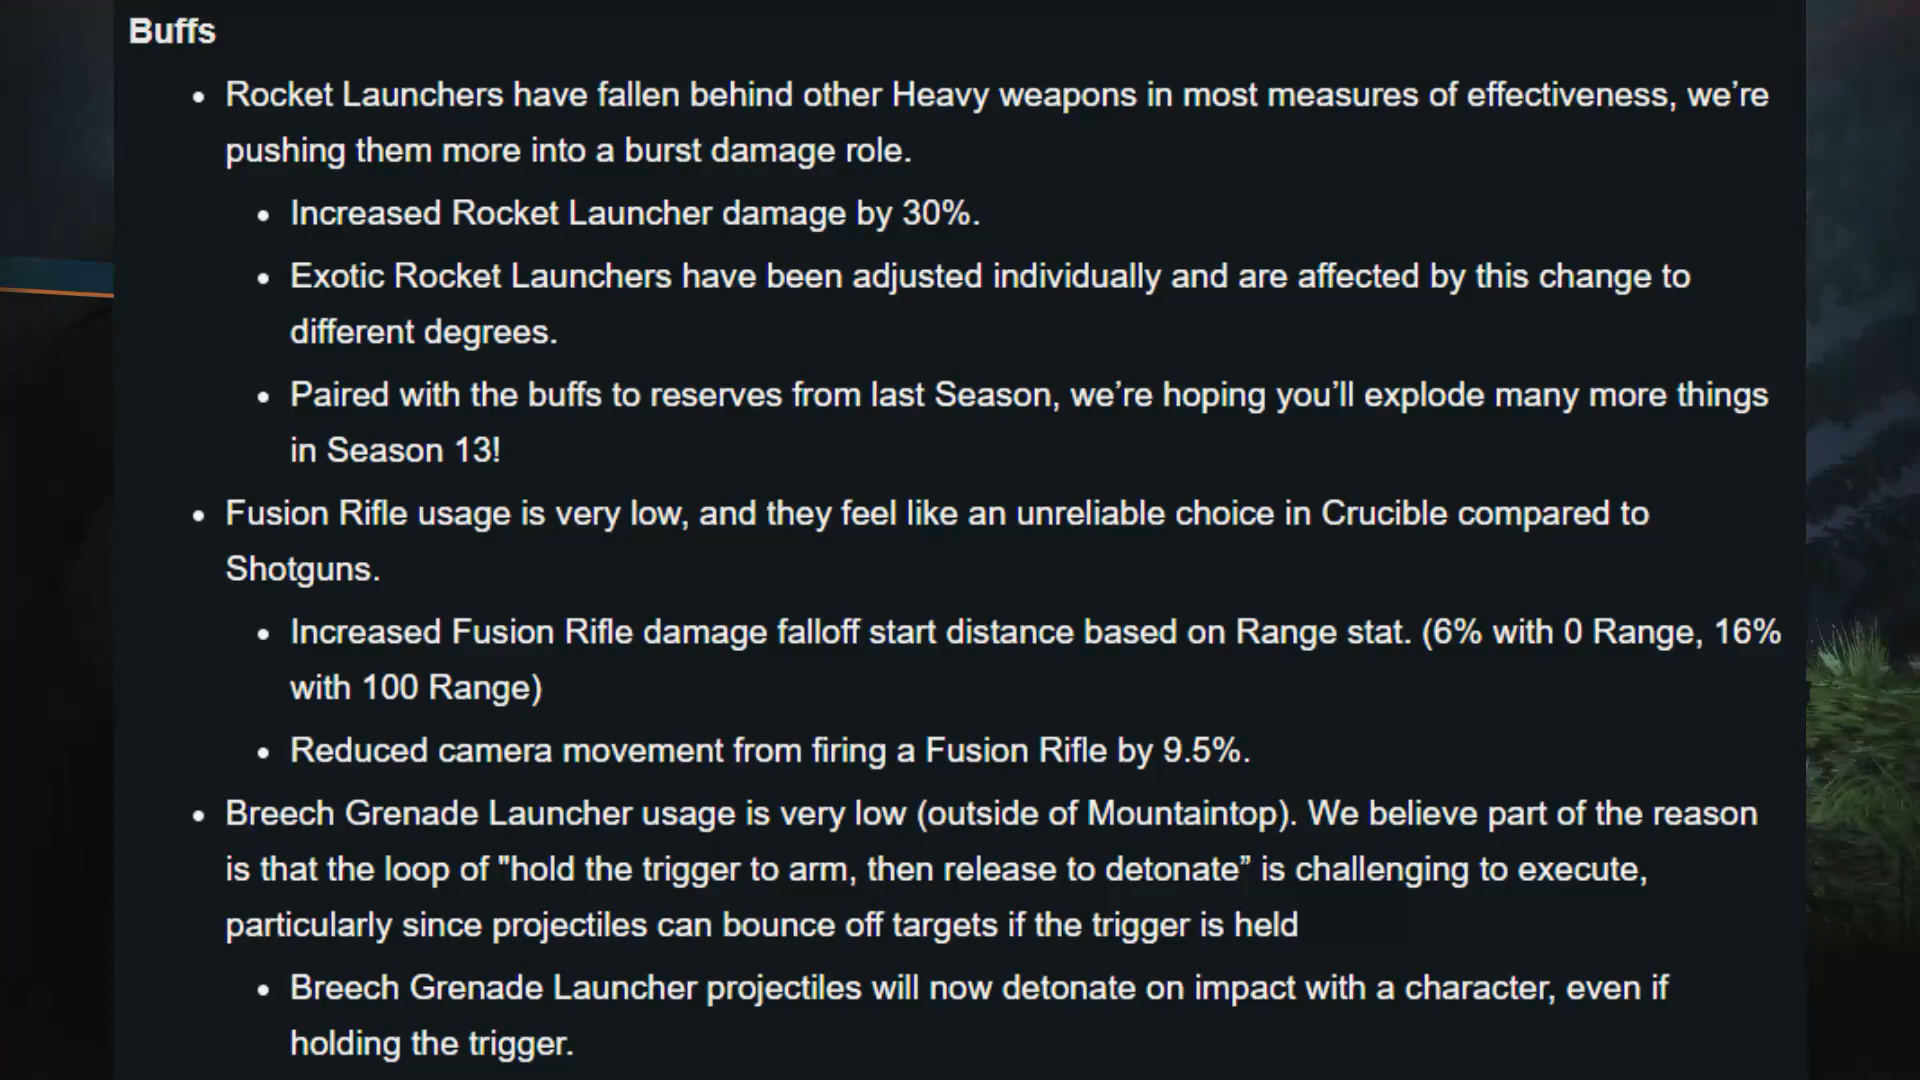 Buffs
• Rocket Launchers have fallen behind other Heavy weapons in most measures of effectiveness, we’re
pushing them more into a burst damage role.
• Increased Rocket Launcher damage by 30%.
• Exotic Rocket Launchers have been adjusted individually and are affected by this change to
different degrees.
• Paired with the buffs to reserves from last Season, we’re hoping you’ll explode many more things
in Season 13!
• Fusion Rifle usage is very low, and they feel like an unreliable choice in Crucible compared to
Shotguns.
• Increased Fusion Rifle damage falloff start distance based on Range stat. (6% with 0 Range, 16%
with 100 Range)
• Reduced camera movement from firing a Fusion Rifle by 9.5%.
• Breech Grenade Launcher usage is very low (outside of Mountaintop). We believe part of the reason
is that the loop of "hold the trigger to arm, then release to detonate” is challenging to execute,
particularly since projectiles can bounce off targets if the trigger is held
• Breech Grenade Launcher projectiles will now detonate on impact with a character, even if
holding the trigger.